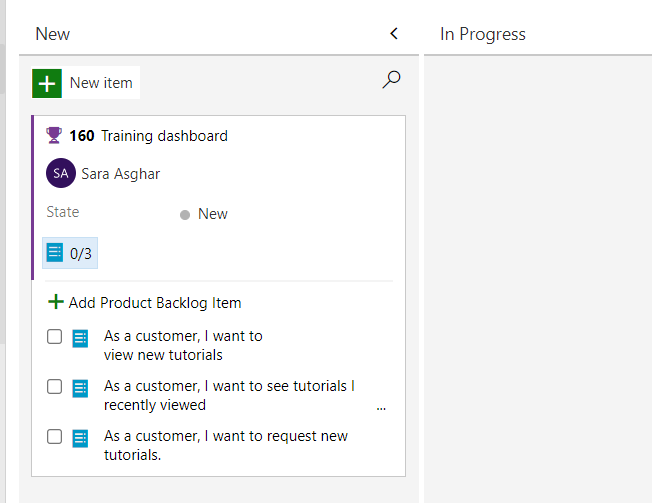 New
In Progress
New item
160 Training dashboard
SA Sara Asghar
State
New
0/3
Add Product Backlog Item
As a customer, I want to
view new tutorials
As a customer, I want to see tutorials I
recently viewed
...
As a customer, I want to request new
tutorials.